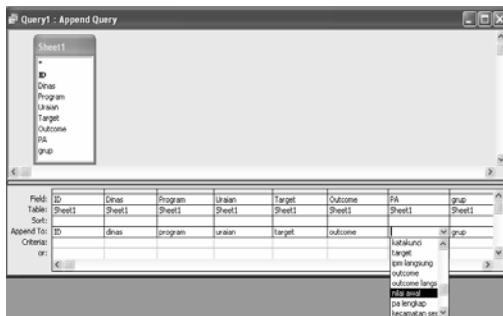 Query1 : Append Query
Sheet1
*
ID
Dinas
Program
Uraian
Target
Outcome
PA
grup
Field: ID Dinas Program Uraian Target Outcome PA grup
Table: Sheet1 Sheet1 Sheet1 Sheet1 Sheet1 Sheet1 Sheet1 Sheet1
Sort:
Append To: ID dinas program uraian target outcome
Criteria:
or:
katakunci
target
ipm langsung
outcome
outcome langs
nilai awal
pa lengkap
kecamatan sec